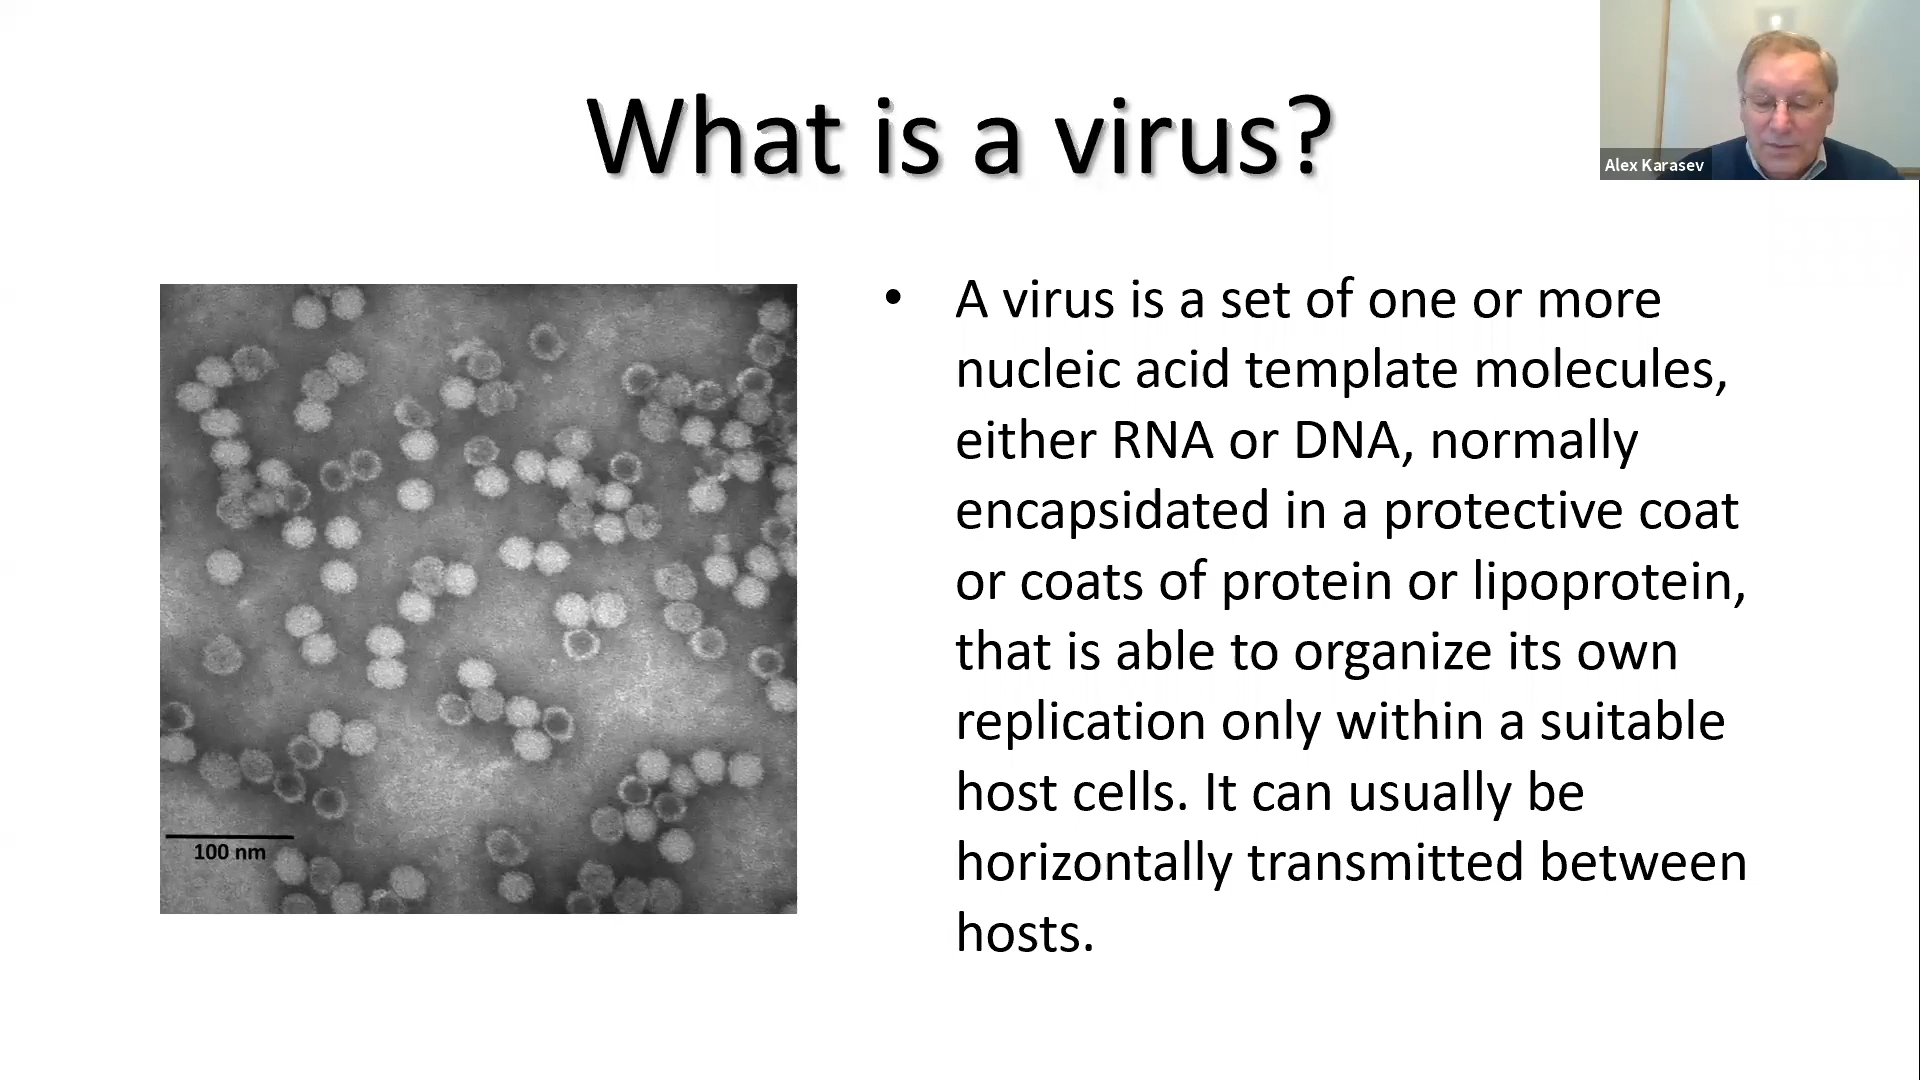 What is a virus?
Alex Karasev
• A virus is a set of one or more
nucleic acid template molecules,
either RNA or DNA, normally
encapsidated in a protective coat
or coats of protein or lipoprotein,
that is able to organize its own
replication only within a suitable
host cells. It can usually be
horizontally transmitted between
hosts.
100 nm